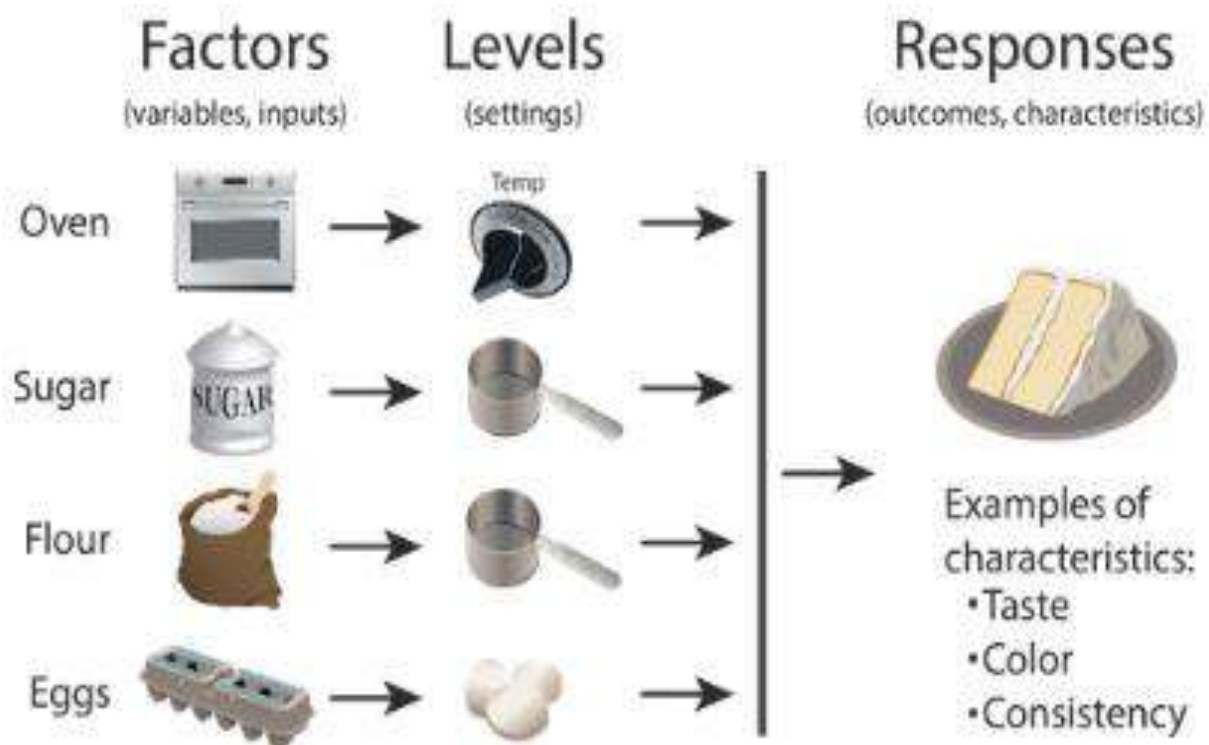 Factors
(variables, inputs)
Levels
(settings)
Responses
(outcomes, characteristics)
Oven
Temp
Sugar
SUGAR
Flour
Eggs
Examples of
characteristics:
•Taste
•Color
•Consistency